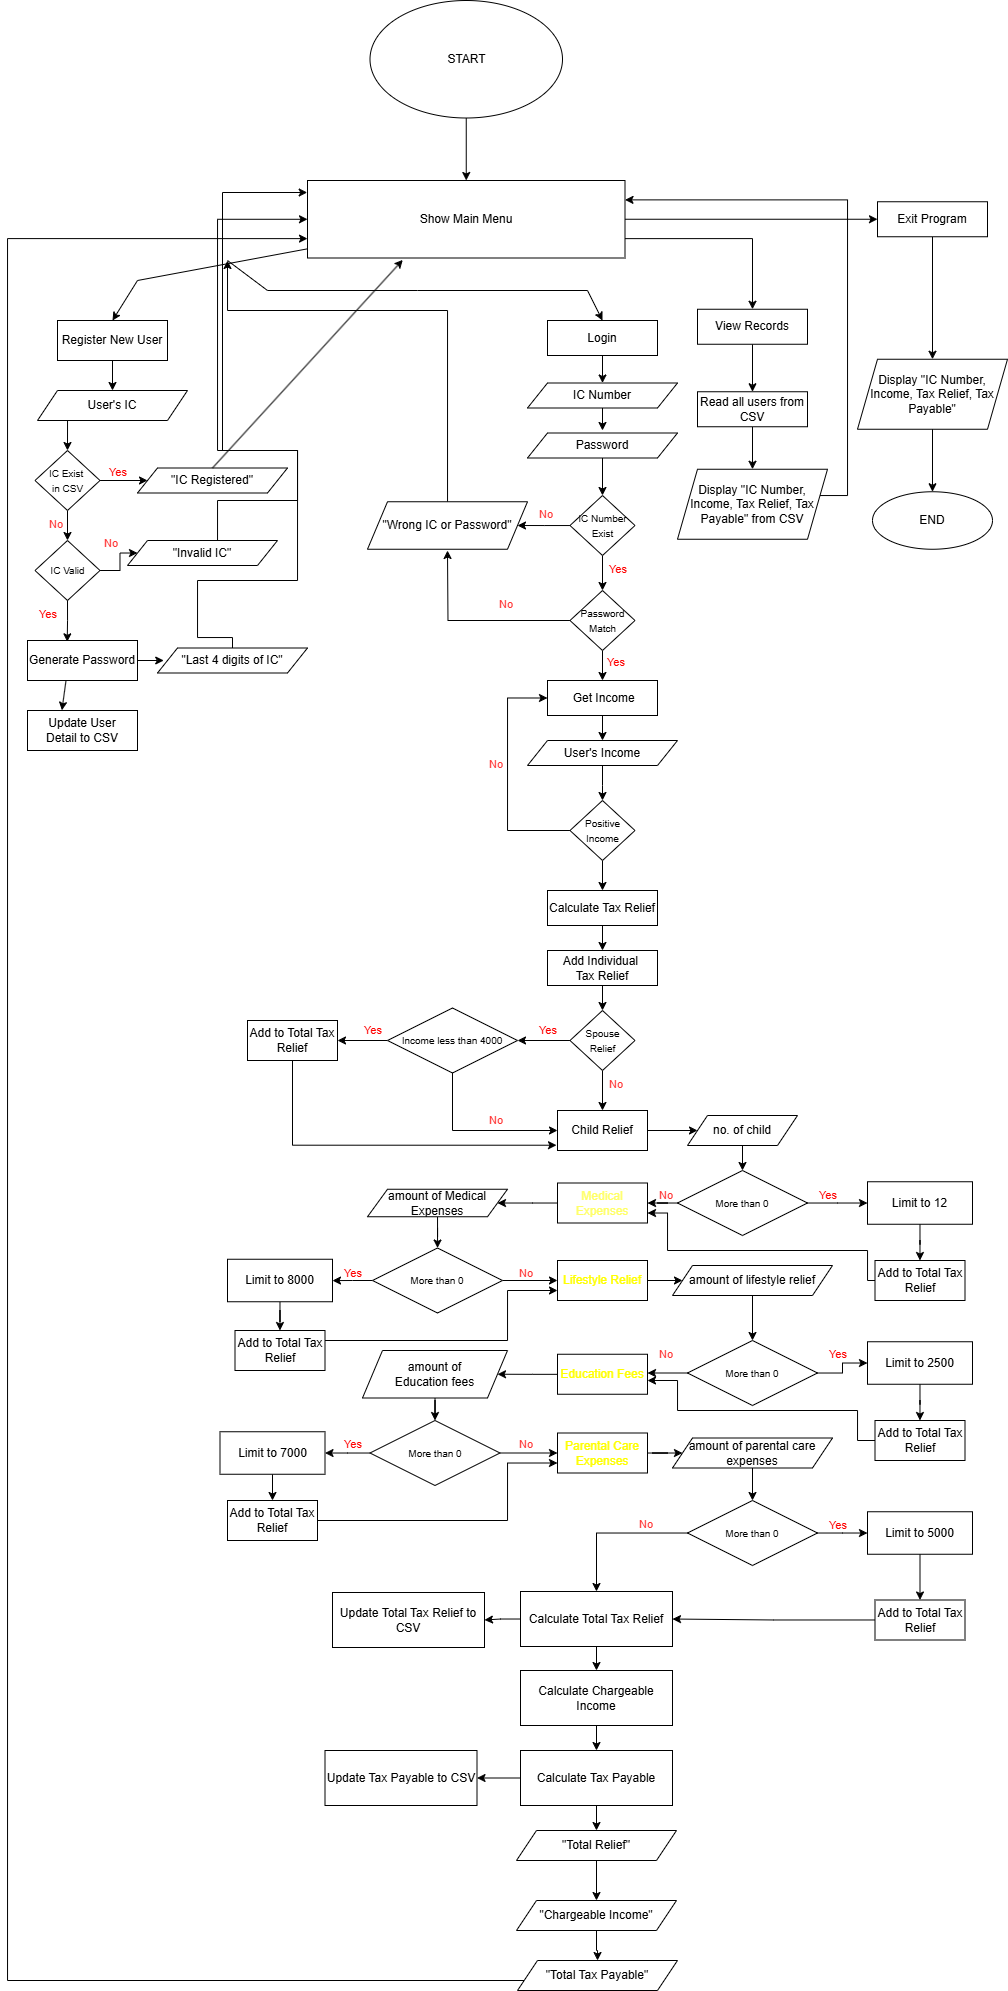 START
Show Main Menu
Exit Program
Register New User
Login
View Records
Display "IC Number,
Income, Tax Relief, Tax
Payable"
User's IC
IC Number
Read all users from
CSV
Password
IC Exist
in CSV
Yes
"IC Registered"
Display "IC Number,
Income, Tax Relief, Tax
Payable" from CSV
"Wrong IC or Password"
No
IC Number
Exist
END
No
No
"Invalid IC"
IC Valid
Yes
Yes
No
Password
Match
Generate Password
"Last 4 digits of IC"
Yes
Get Income
Update User
Detail to CSV
User's Income
No
Positive
Income
Calculate Tax Relief
Add Individual
Tax Relief
Add to Total Tax
Relief
Yes
Income less than 4000
Yes
Spouse
Relief
No
No
Child Relief
no. of child
amount of Medical
Expenses
Medical
Expenses
No
More than 0
Yes
Limit to 12
Limit to 8000
Yes
More than 0
No
Lifestyle Relief
amount of lifestyle relief
Add to Total Tax
Relief
Add to Total Tax
Relief
amount of
Education fees
Education Fees
No
More than 0
Yes
Limit to 2500
Limit to 7000
Yes
More than 0
No
Parental Care
Expenses
amount of parental care
expenses
Add to Total Tax
Relief
Add to Total Tax
Relief
No
More than 0
Yes
Limit to 5000
Update Total Tax Relief to
CSV
Calculate Total Tax Relief
Add to Total Tax
Relief
Calculate Chargeable
Income
Update Tax Payable to CSV
Calculate Tax Payable
"Total Relief"
"Chargeable Income"
"Total Tax Payable"